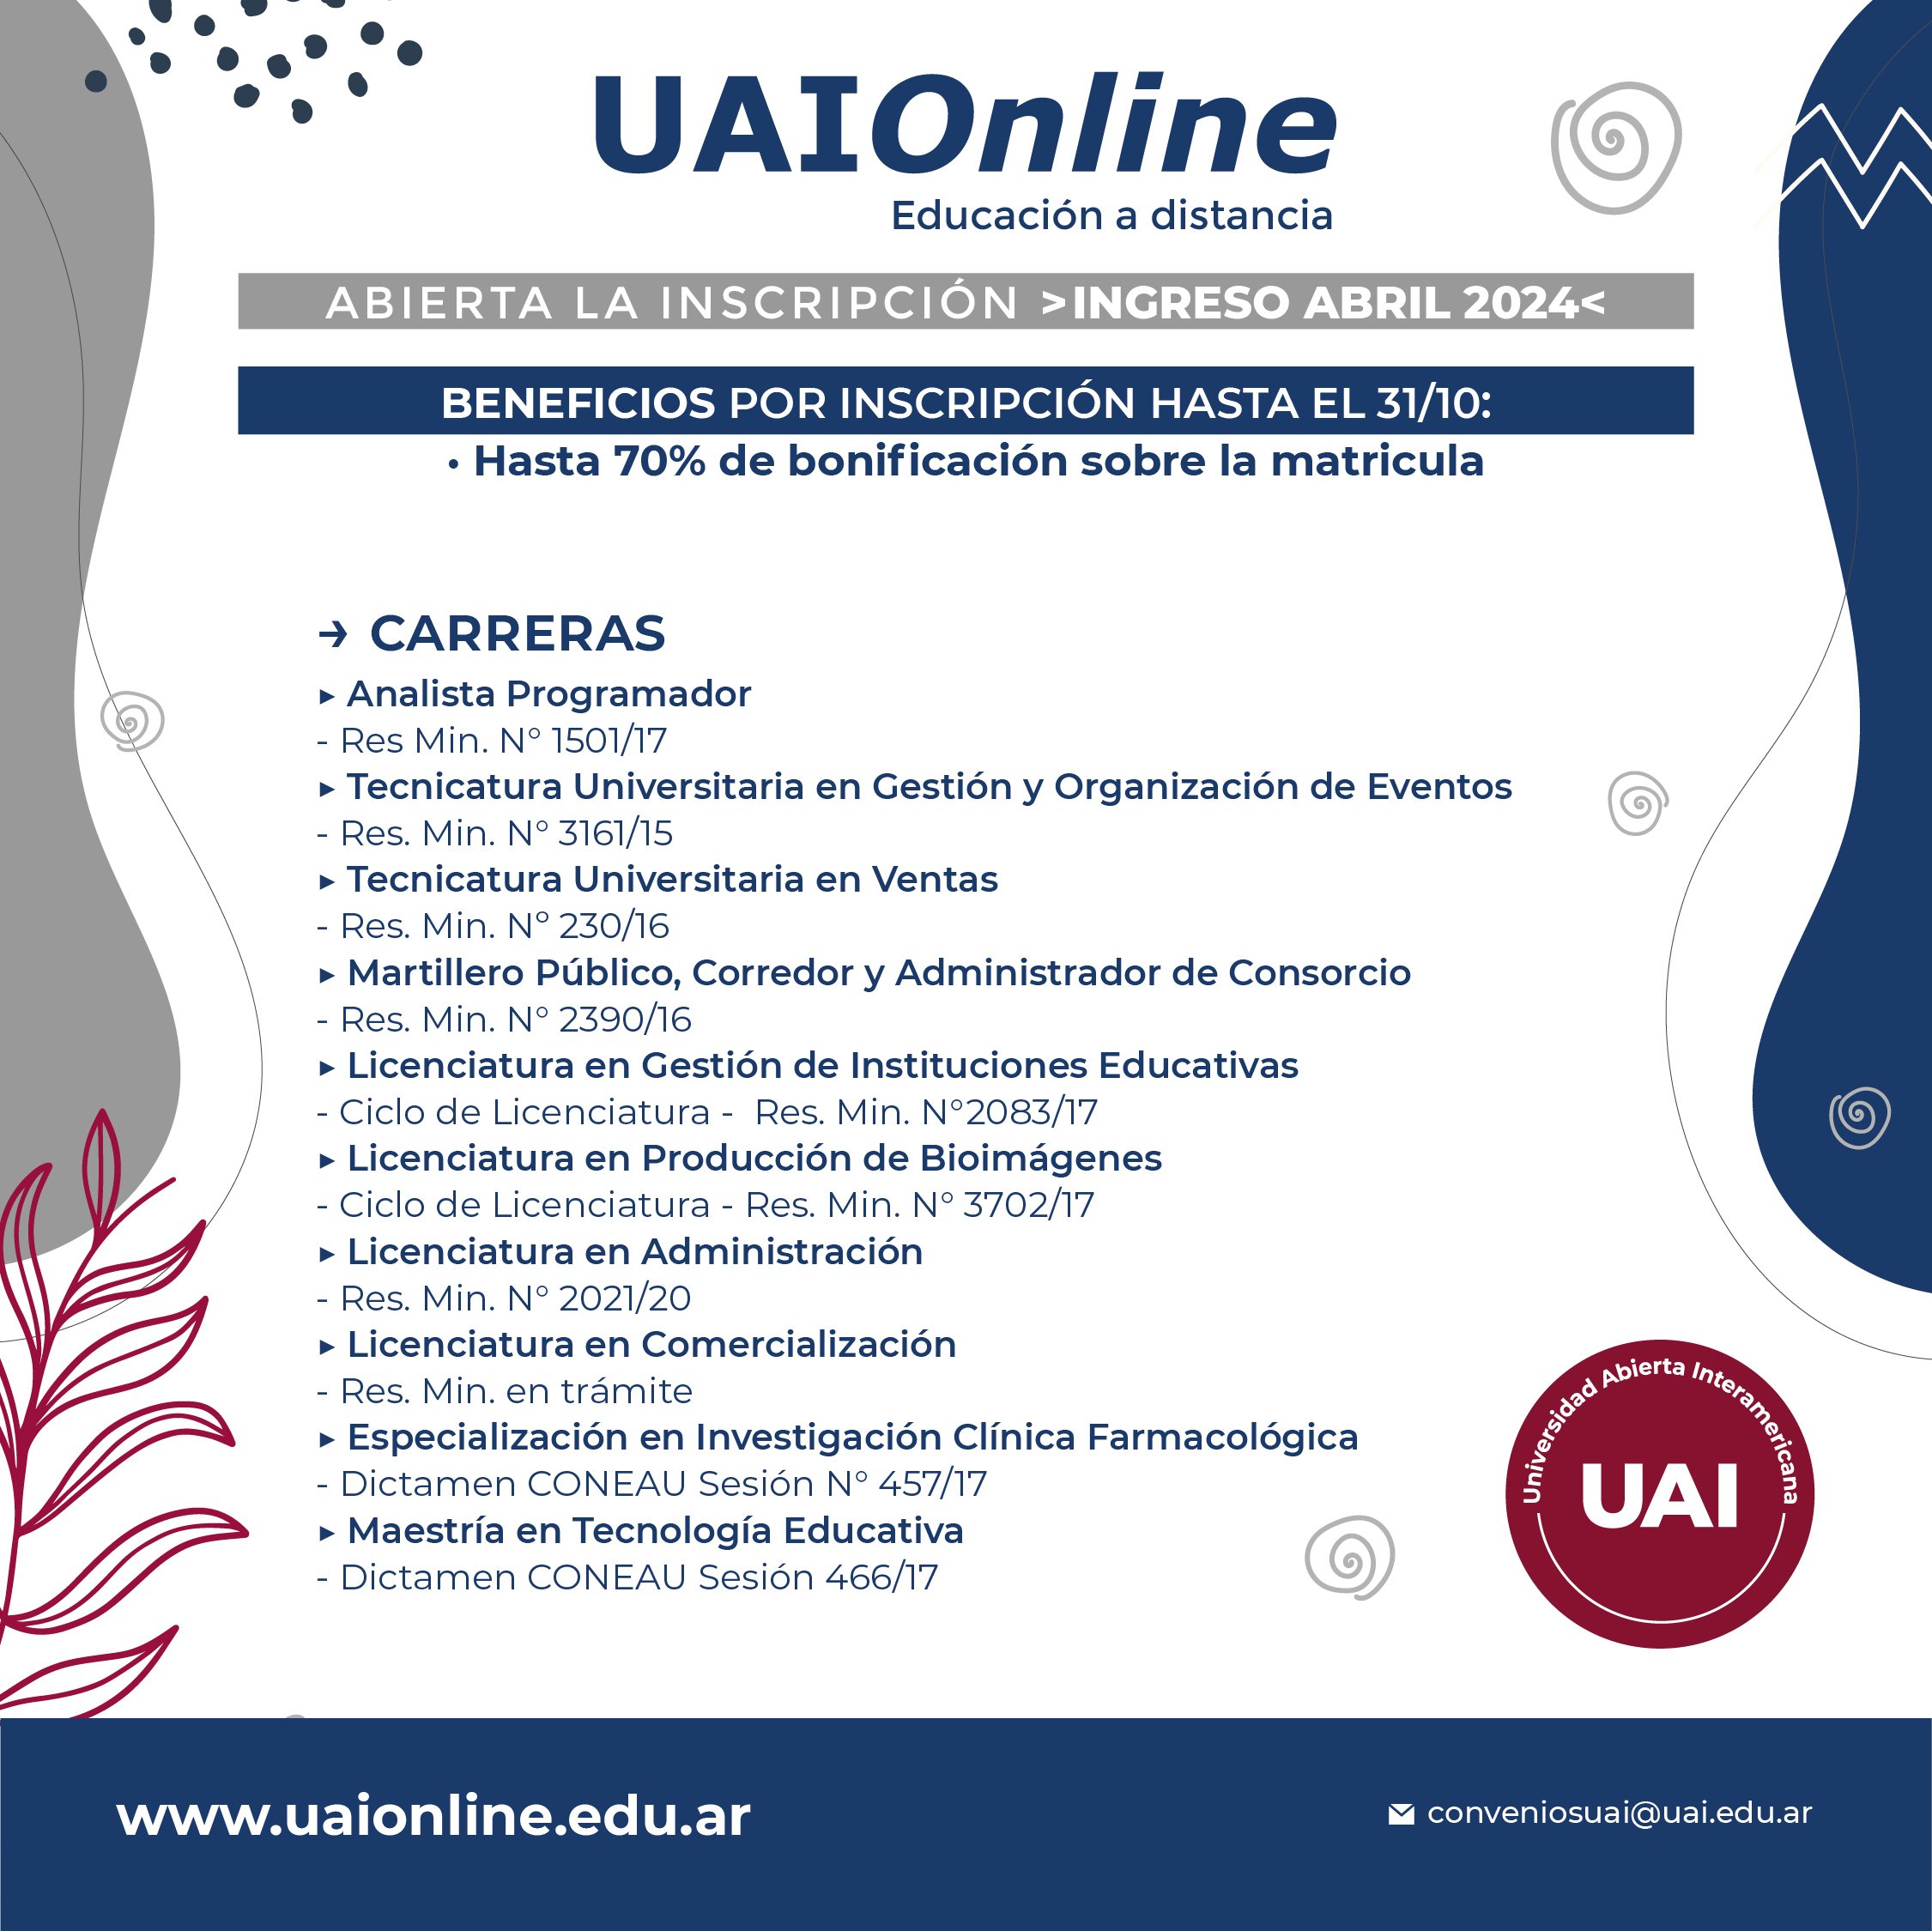 UAIOnline
Educación a distancia
ABIERTA LA INSCRIPCIÓN >INGRESO ABRIL 2024<
BENEFICIOS POR INSCRIPCIÓN HASTA EL 31/10:
• Hasta 70% de bonificación sobre la matricula
→ CARRERAS
▸ Analista Programador
- Res Min. N° 1501/17
▸ Tecnicatura Universitaria en Gestión y Organización de Eventos
- Res. Min. N° 3161/15
▸ Tecnicatura Universitaria en Ventas
- Res. Min. N° 230/16
▸ Martillero Público, Corredor y Administrador de Consorcio
- Res. Min. N° 2390/16
▸ Licenciatura en Gestión de Instituciones Educativas
- Ciclo de Licenciatura - Res. Min. N°2083/17
▸ Licenciatura en Producción de Bioimágenes
- Ciclo de Licenciatura - Res. Min. N° 3702/17
▸ Licenciatura en Administración
- Res. Min. N° 2021/20
▸ Licenciatura en Comercialización
- Res. Min. en trámite
▸ Especialización en Investigación Clínica Farmacológica
- Dictamen CONEAU Sesión N° 457/17
▸ Maestría en Tecnología Educativa
- Dictamen CONEAU Sesión 466/17
Universidad Abierta Interamericana
UAI
www.uaionline.edu.ar
conveniosuai@uai.edu.ar